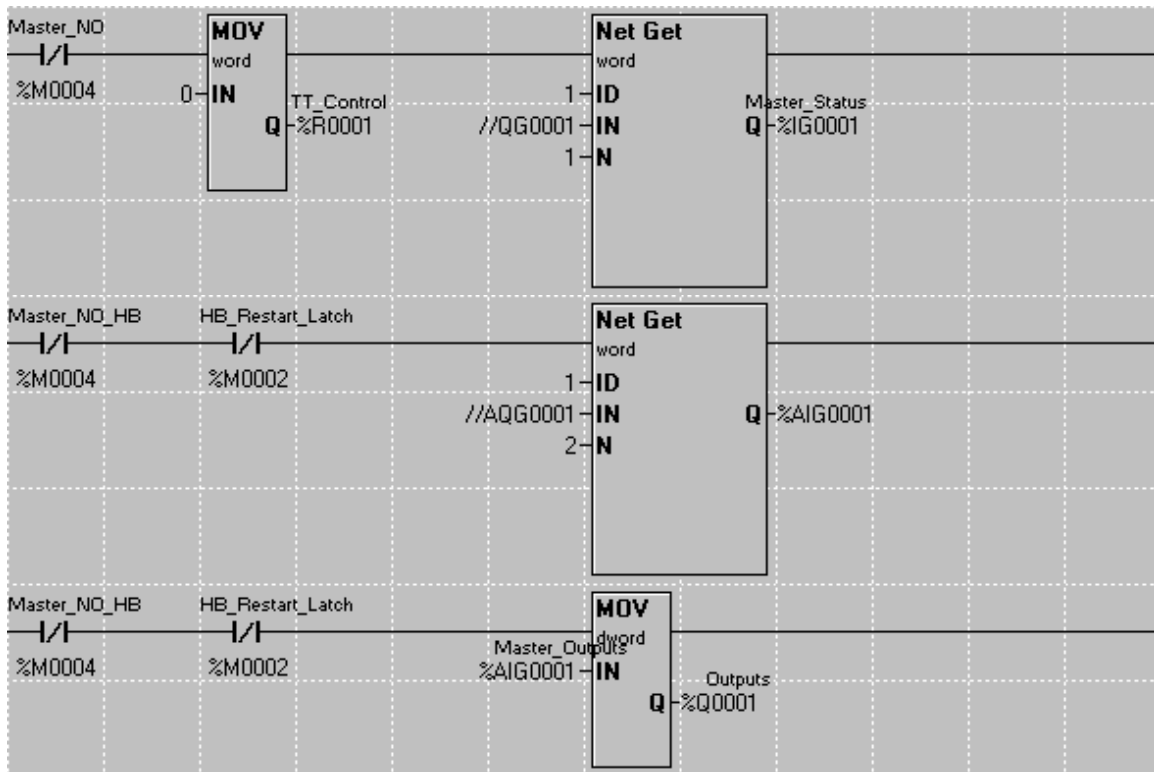 Master_NO MOV Net Get
word word
%M0004 0 IN 1 ID
TT_Control Master_Status
Q %R0001 //QG0001 IN Q %IG0001
1 N
Master_NO_HB HB_Restart_Latch Net Get
word
%M0004 %M0002 1 ID
//AQG0001 IN Q %AIG0001
2 N
Master_NO_HB HB_Restart_Latch MOV
dword
Master_Outputs
%M0004 %M0002 %AIG0001 IN
Outputs
Q %Q0001